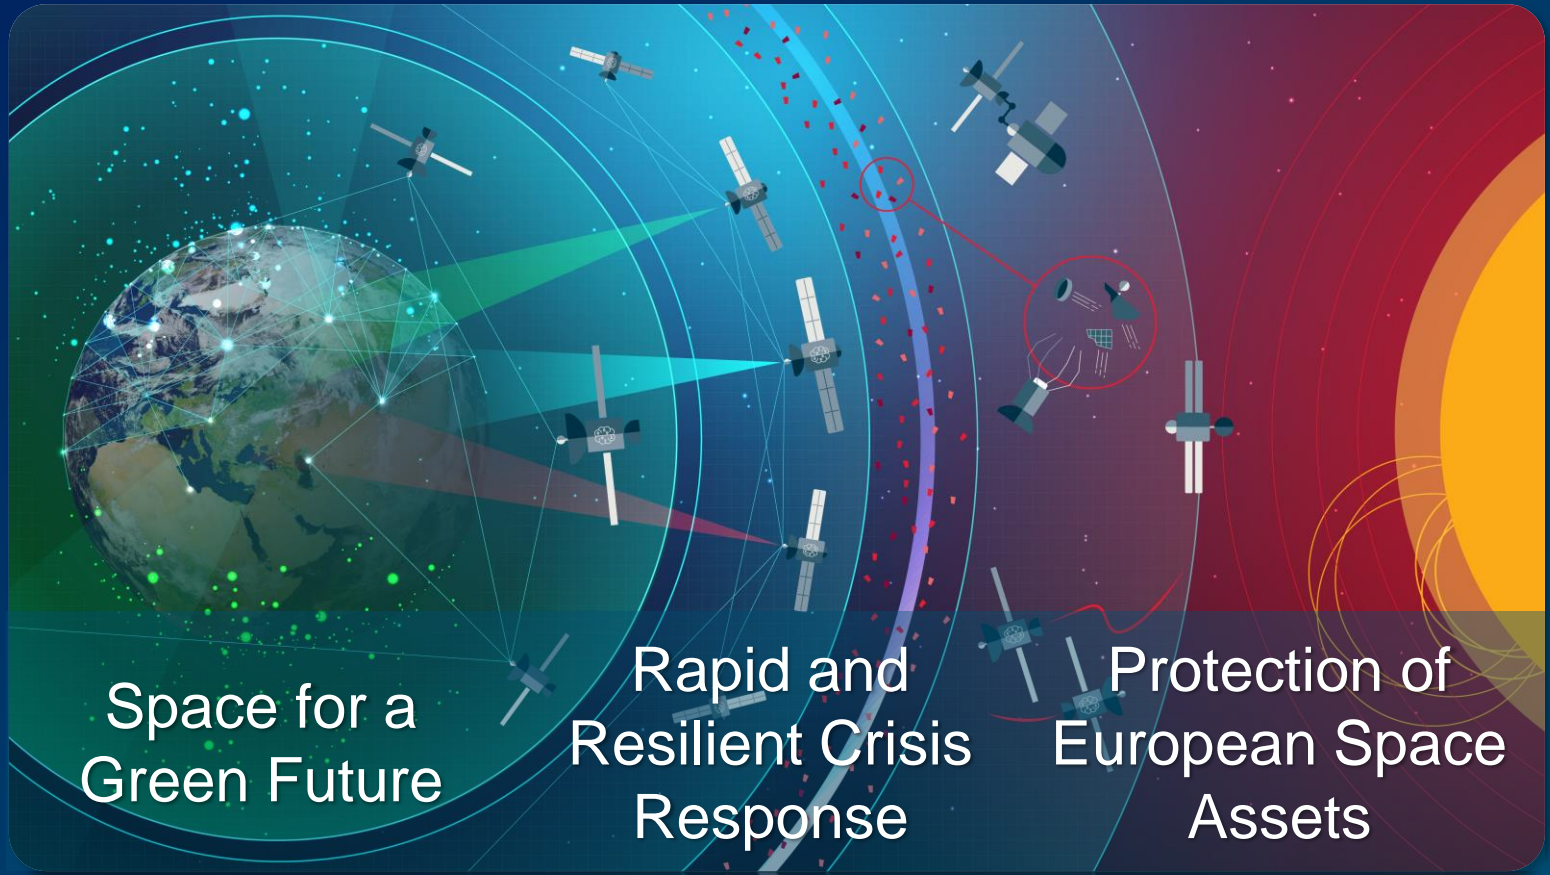 Space for a
Green Future
Rapid and
Resilient Crisis
Response
Protection of
European Space
Assets